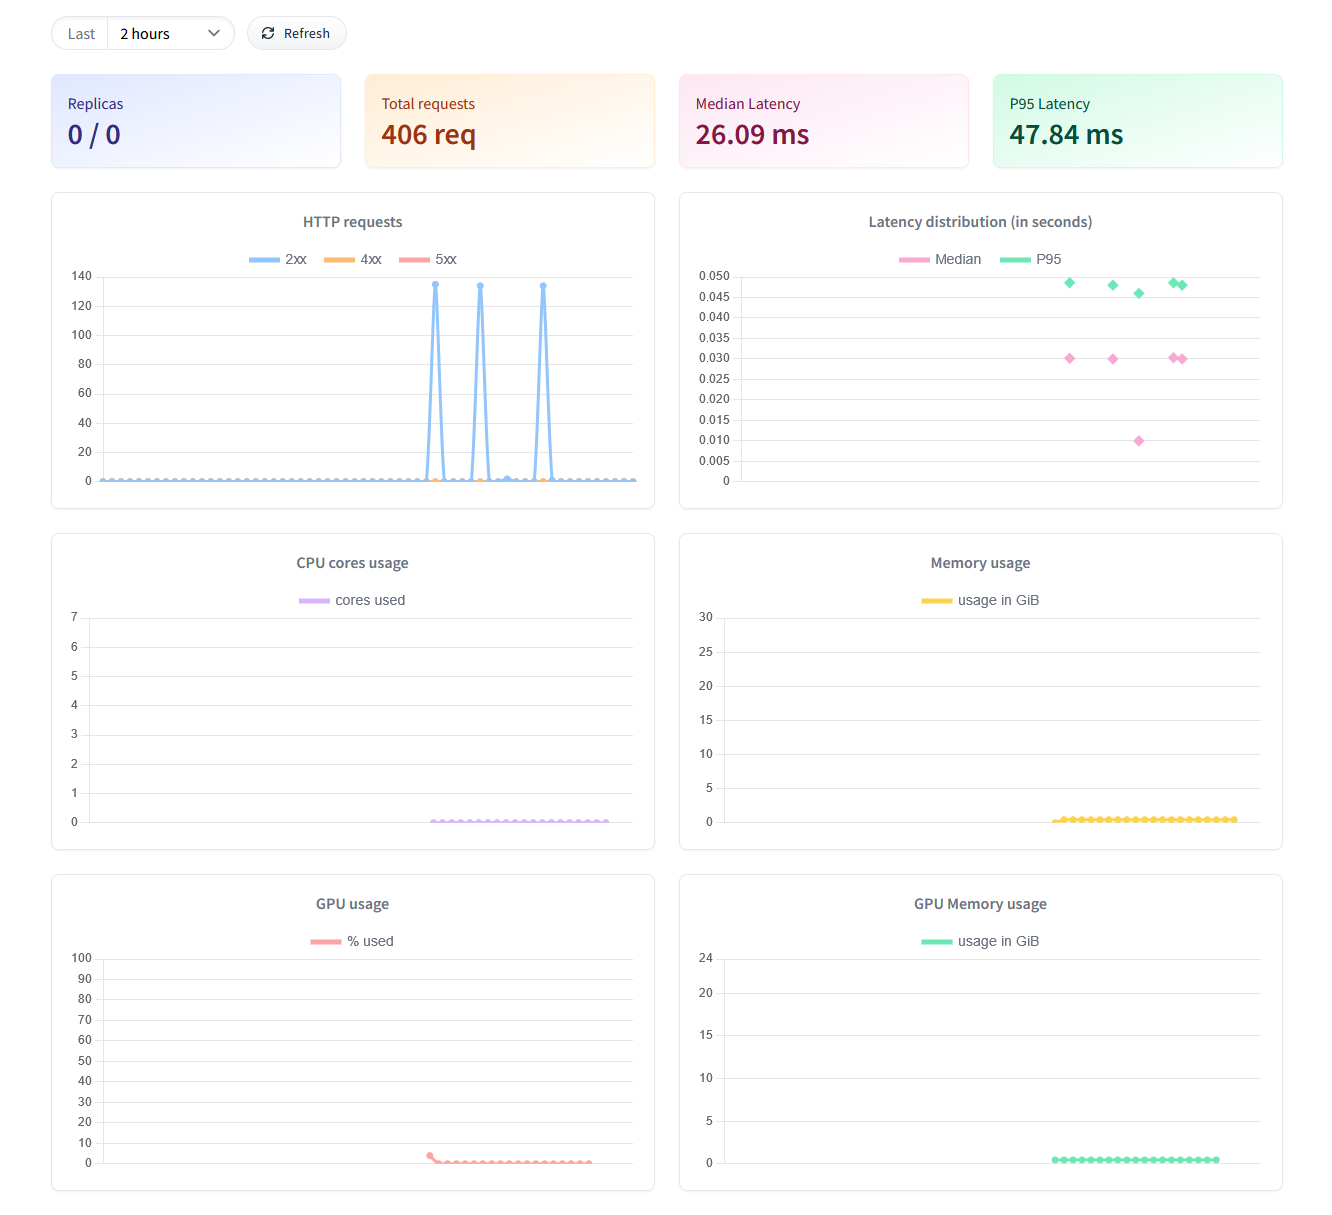 Last 2 hours Refresh
Replicas
0 / 0
Total requests
406 req
Median Latency
26.09 ms
P95 Latency
47.84 ms
HTTP requests
2xx 4xx 5xx
140
120
100
80
60
40
20
0
Latency distribution (in seconds)
Median P95
0.050
0.045
0.040
0.035
0.030
0.025
0.020
0.015
0.010
0.005
0
CPU cores usage
cores used
7
6
5
4
3
2
1
0
Memory usage
usage in GiB
30
25
20
15
10
5
0
GPU usage
% used
100
90
80
70
60
50
40
30
20
10
0
GPU Memory usage
usage in GiB
24
20
15
10
5
0